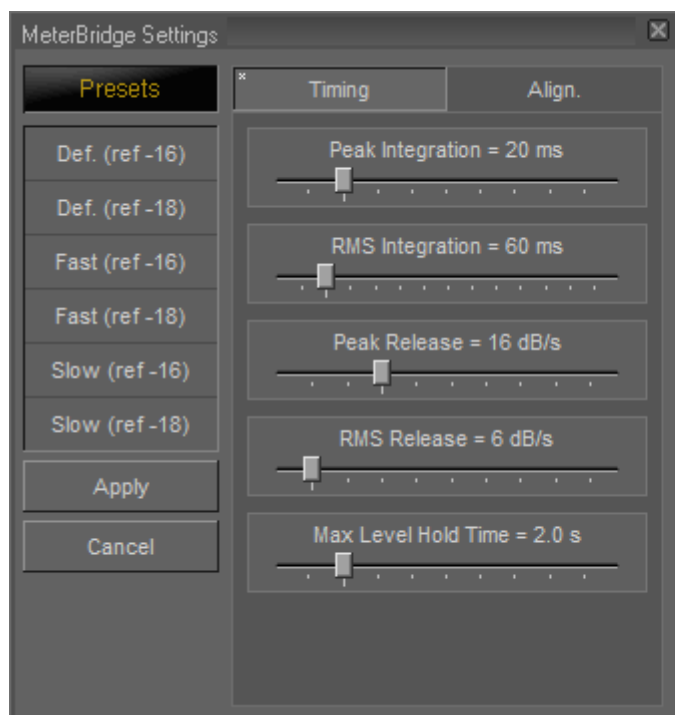 MeterBridge Settings
Presets
Def. (ref -16)
Def. (ref -18)
Fast (ref -16)
Fast (ref -18)
Slow (ref -16)
Slow (ref -18)
Apply
Cancel
Timing
Align.
Peak Integration = 20 ms
RMS Integration = 60 ms
Peak Release = 16 dB/s
RMS Release = 6 dB/s
Max Level Hold Time = 2.0 s